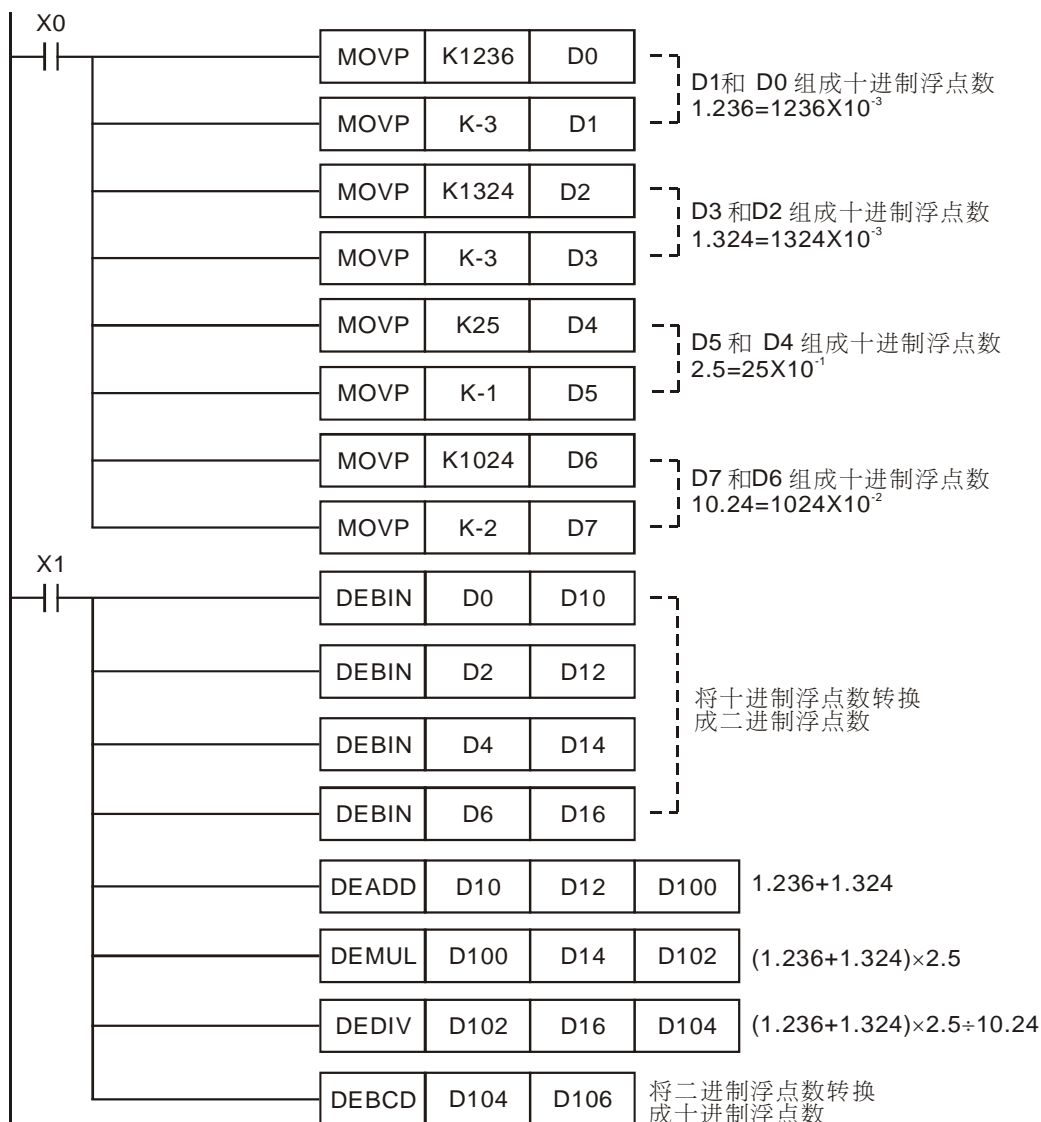 X0
MOVP K1236 D0
D1和 D0 组成十进制浮点数
1.236=1236X10⁻³
MOVP K-3 D1
MOVP K1324 D2
D3 和D2 组成十进制浮点数
1.324=1324X10⁻³
MOVP K-3 D3
MOVP K25 D4
D5 和 D4 组成十进制浮点数
2.5=25X10⁻¹
MOVP K-1 D5
MOVP K1024 D6
D7 和D6 组成十进制浮点数
10.24=1024X10⁻²
MOVP K-2 D7
X1
DEBIN D0 D10
DEBIN D2 D12
将十进制浮点数转换
成二进制浮点数
DEBIN D4 D14
DEBIN D6 D16
DEADD D10 D12 D100 1.236+1.324
DEMUL D100 D14 D102 (1.236+1.324)×2.5
DEDIV D102 D16 D104 (1.236+1.324)×2.5÷10.24
DEBCD D104 D106 将二进制浮点数转换
成十进制浮点数